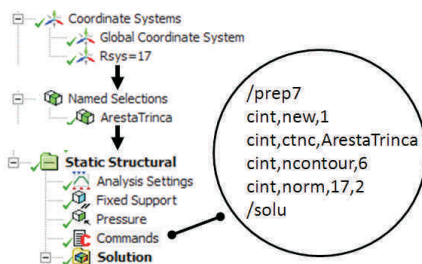 Coordinate Systems
Global Coordinate System
Rsys=17
Named Selections
ArestaTrinca
Static Structural
Analysis Settings
Fixed Support
Pressure
Commands
Solution
/prep7
cint,new,1
cint,ctnc,ArestaTrinca
cint,ncontour,6
cint,norm,17,2
/solu